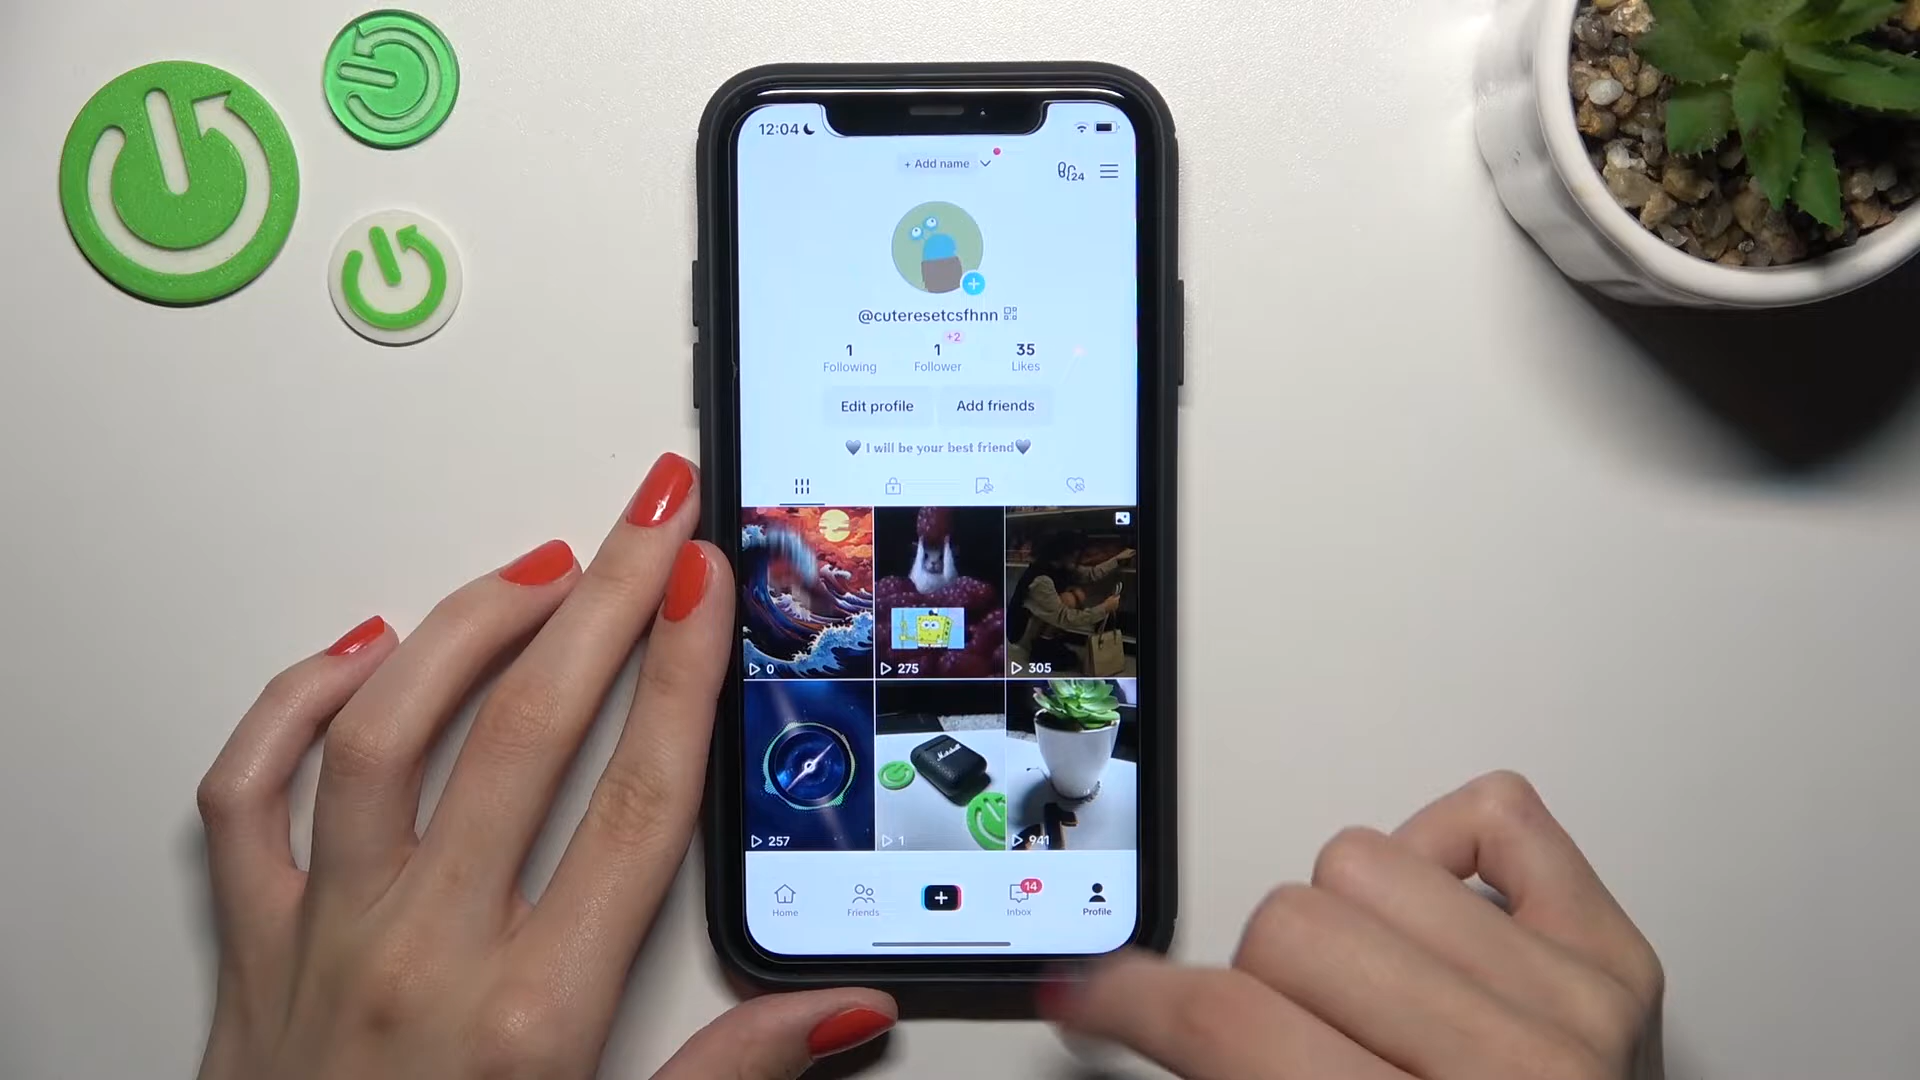 12:04
+ Add name
24
@cuteresetcsfhnn
+2
1 1 35
Following Follower Likes
Edit profile Add friends
🖤 I will be your best friend🖤
0 275 305
Marshall
257 1 941
14
Home Friends Inbox Profile